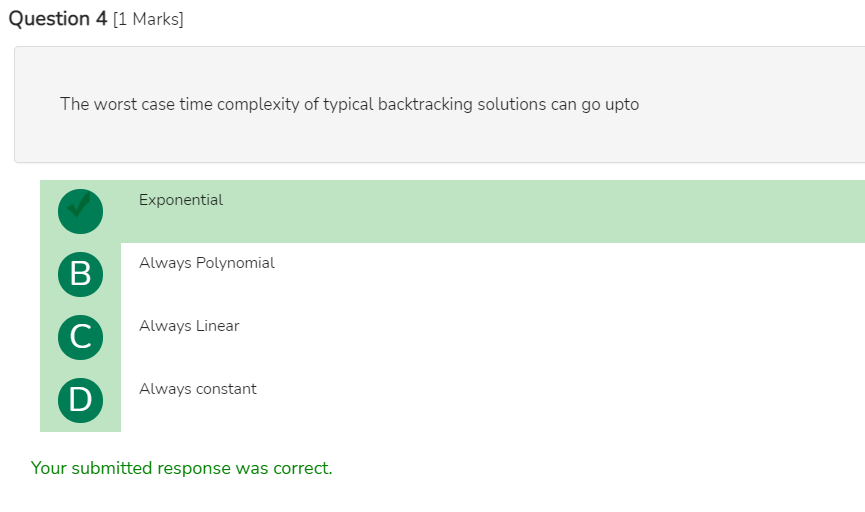 Question 4 [1 Marks]
The worst case time complexity of typical backtracking solutions can go upto
Exponential
B Always Polynomial
C Always Linear
D Always constant
Your submitted response was correct.